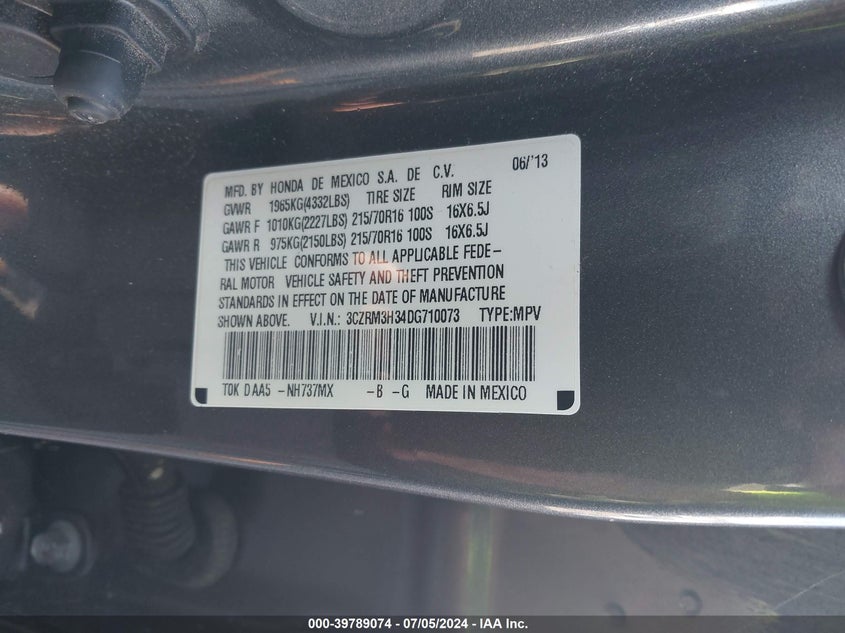 MFD. BY HONDA DE MEXICO S.A. DE C.V. 06/'13
GVWR 1965KG(4332LBS) TIRE SIZE RIM SIZE
GAWR F 1010KG(2227LBS) 215/70R16 100S 16X6.5J
GAWR R 975KG(2150LBS) 215/70R16 100S 16X6.5J
THIS VEHICLE CONFORMS TO ALL APPLICABLE FEDE-
RAL MOTOR VEHICLE SAFETY AND THEFT PREVENTION
STANDARDS IN EFFECT ON THE DATE OF MANUFACTURE
SHOWN ABOVE. V.I.N.: 3CZRM3H34DG710073 TYPE:MPV
T0K D AA5 -NH737MX -B -G MADE IN MEXICO
000-39789074 - 07/05/2024 - IAA Inc.